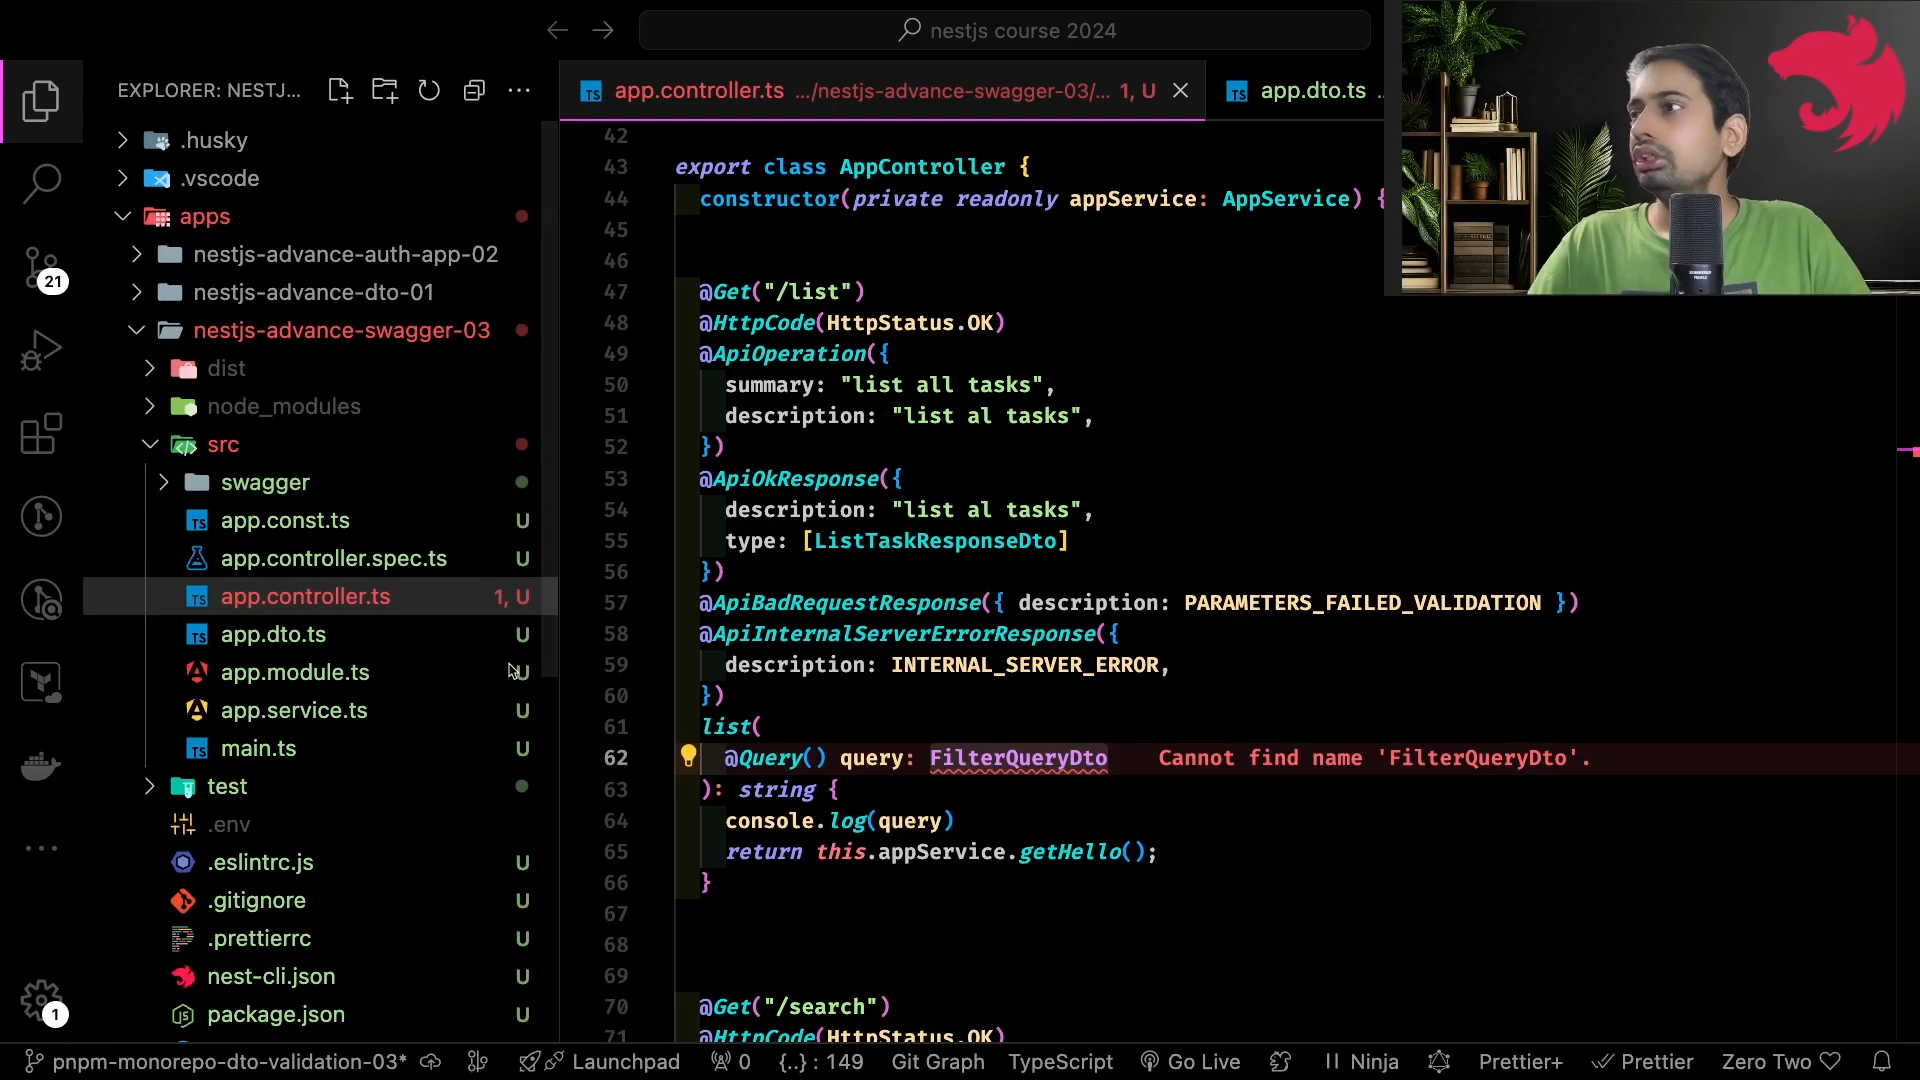 nestjs course 2024
EXPLORER: NESTJ...
.husky
.vscode
apps
nestjs-advance-auth-app-02
nestjs-advance-dto-01
nestjs-advance-swagger-03
dist
node_modules
src
swagger
app.const.ts U
app.controller.spec.ts U
app.controller.ts 1, U
app.dto.ts U
app.module.ts U
app.service.ts U
main.ts U
test
.env
.eslintrc.js U
.gitignore U
.prettierrc U
nest-cli.json U
package.json U
21
1
TS app.controller.ts .../nestjs-advance-swagger-03/... 1, U
TS app.dto.ts ..
42
43 export class AppController {
44 constructor(private readonly appService: AppService) {
45
46
47 @Get("/list")
48 @HttpCode(HttpStatus.OK)
49 @ApiOperation({
50 summary: "list all tasks",
51 description: "list al tasks",
52 })
53 @ApiOkResponse({
54 description: "list al tasks",
55 type: [ListTaskResponseDto]
56 })
57 @ApiBadRequestResponse({ description: PARAMETERS_FAILED_VALIDATION })
58 @ApiInternalServerErrorResponse({
59 description: INTERNAL_SERVER_ERROR,
60 })
61 list(
62 @Query() query: FilterQueryDto Cannot find name 'FilterQueryDto'.
63 ): string {
64 console.log(query)
65 return this.appService.getHello();
66 }
67
68
69
70 @Get("/search")
71 @HttpCode(HttpStatus.OK)
pnpm-monorepo-dto-validation-03* Launchpad 0 {..} : 149 Git Graph TypeScript Go Live Ninja Prettier+ Prettier Zero Two